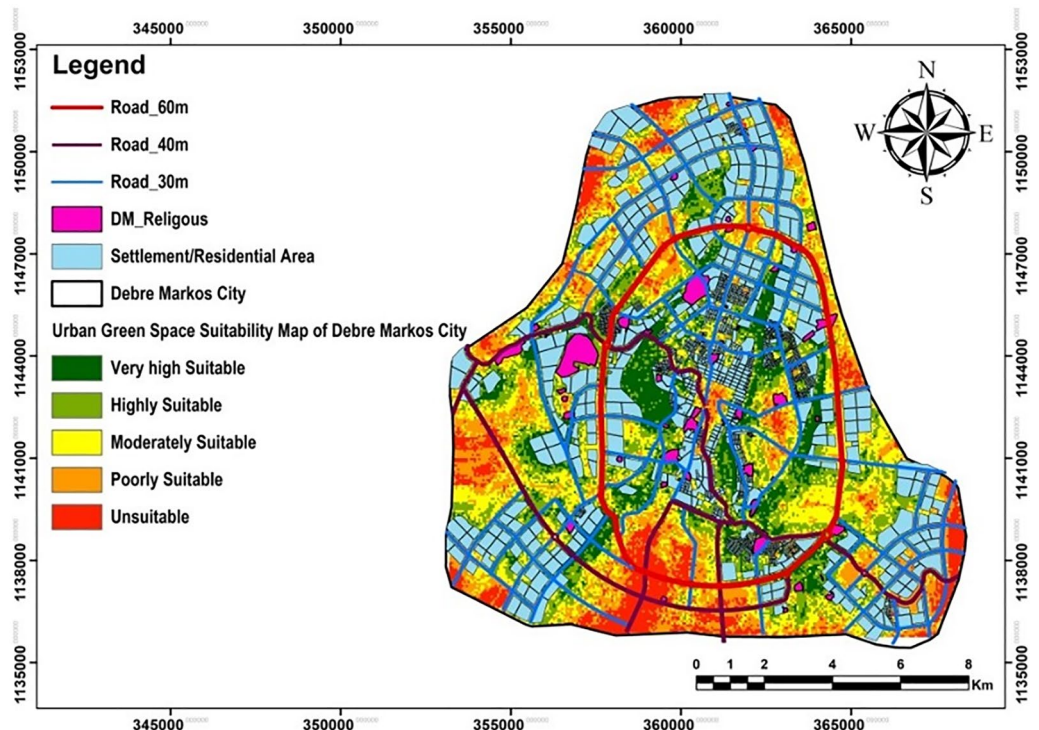 345000 350000 355000 360000 365000
1153000
1150000
1147000
1144000
1141000
1138000
1135000
Legend
Road_60m
Road_40m
Road_30m
DM_Religous
Settlement/Residential Area
Debre Markos City
Urban Green Space Suitability Map of Debre Markos City
Very high Suitable
Highly Suitable
Moderately Suitable
Poorly Suitable
Unsuitable
N
W E
S
1153000
1150000
1147000
1144000
1141000
1138000
1135000
0 1 2 4 6 8
Km
345000 350000 355000 360000 365000